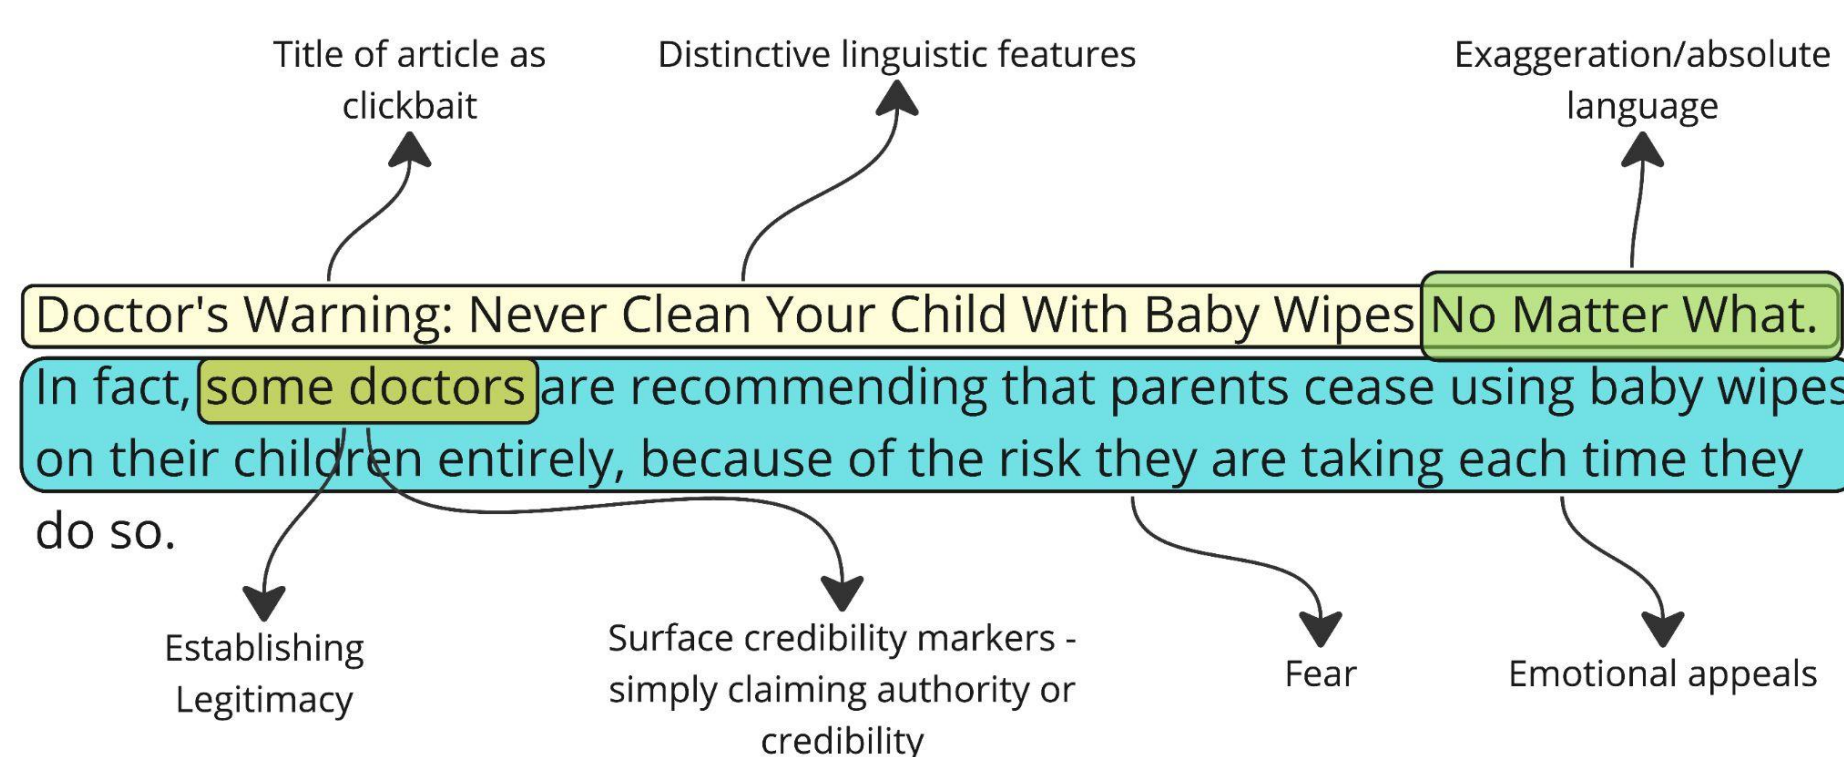 Title of article as
clickbait
Distinctive linguistic features
Exaggeration/absolute
language
Doctor's Warning: Never Clean Your Child With Baby Wipes No Matter What.
In fact, some doctors are recommending that parents cease using baby wipes
on their children entirely, because of the risk they are taking each time they
do so.
Establishing
Legitimacy
Surface credibility markers -
simply claiming authority or
credibility
Fear
Emotional appeals